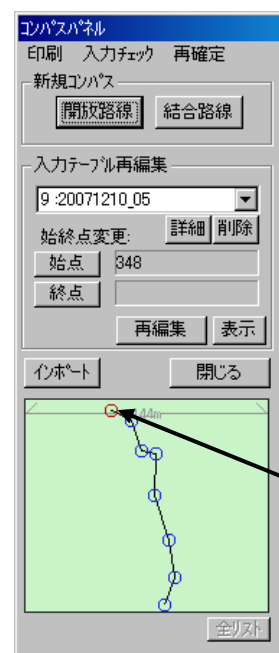 ｺﾝﾊﾟｽﾊﾟﾈﾙ
印刷 入力ﾁｪｯｸ 再確定
新規ｺﾝﾊﾟｽ
開放路線 結合路線
入力ﾃｰﾌﾞﾙ再編集
9 :20071210_05
始終点変更: 詳細 削除
始点 348
終点
再編集 表示
ｲﾝﾎﾟｰﾄ 閉じる
144m
全ﾘｽﾄ